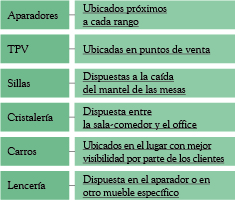 Aparadores
Ubicados próximos
a cada rango
TPV
Ubicadas en puntos de venta
Sillas
Dispuestas a la caída
del mantel de las mesas
Cristalería
Dispuesta entre
la sala-comedor y el office
Carros
Ubicados en el lugar con mejor
visibilidad por parte de los clientes
Lencería
Dispuesta en el aparador o en
otro mueble específico